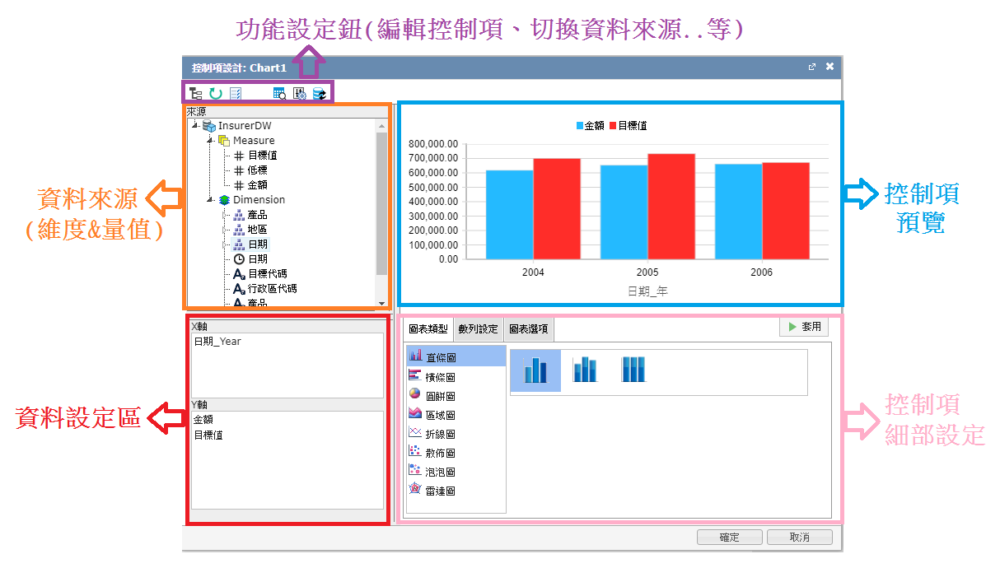 功能設定鈕(編輯控制項、切換資料來源..等)
控制項設計: Chart1
來源
InsurerDW
Measure
目標值
低標
金額
Dimension
產品
地區
日期
日期
目標代碼
行政區代碼
產品
資料來源
(維度&量值)
金額 目標值
800,000.00
700,000.00
600,000.00
500,000.00
400,000.00
300,000.00
200,000.00
100,000.00
0.00
2004 2005 2006
日期_年
控制項
預覽
X軸
日期_Year
Y軸
金額
目標值
資料設定區
圖表類型 數列設定 圖表選項 套用
直條圖
橫條圖
圓餅圖
區域圖
折線圖
散佈圖
泡泡圖
雷達圖
控制項
細部設定
確定 取消